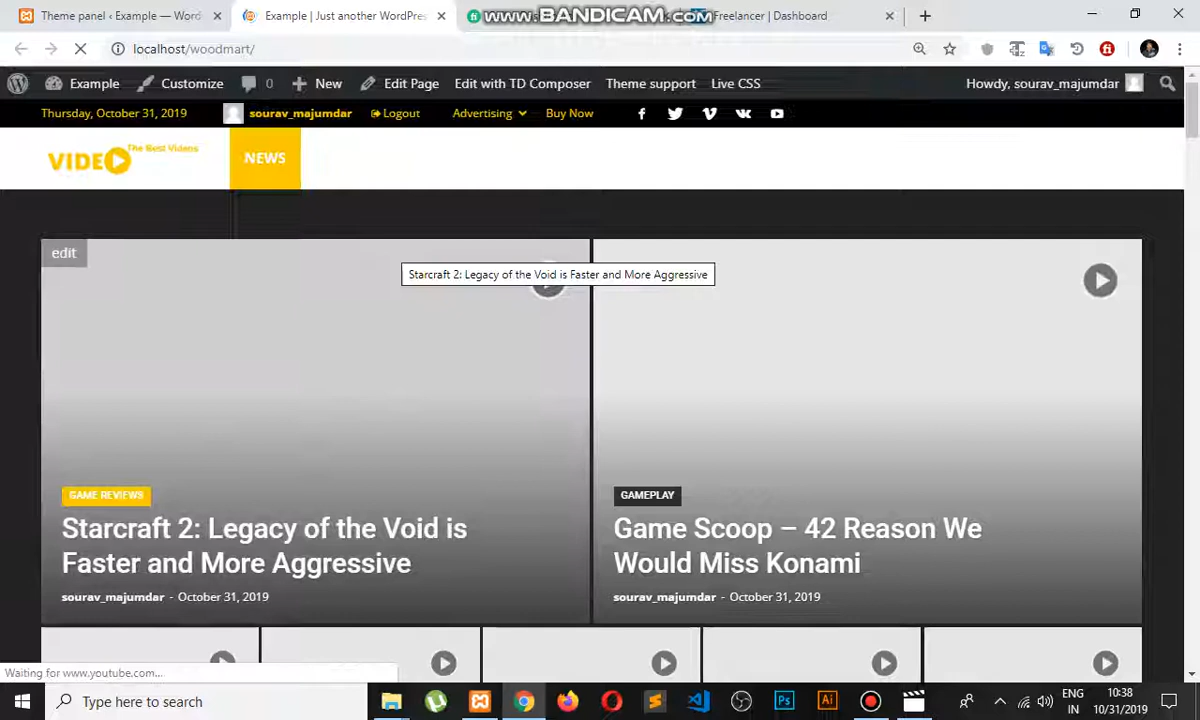 Theme panel ‹ Example — Word
Example | Just another WordPres
www.BANDICAM.com
Freelancer | Dashboard
localhost/woodmart/
Example
Customize
0
New
Edit Page
Edit with TD Composer
Theme support
Live CSS
Howdy, sourav_majumdar
Thursday, October 31, 2019
sourav_majumdar
Logout
Advertising
Buy Now
VIDEO
The Best Videos
NEWS
edit
Starcraft 2: Legacy of the Void is Faster and More Aggressive
GAME REVIEWS
Starcraft 2: Legacy of the Void is
Faster and More Aggressive
sourav_majumdar - October 31, 2019
GAMEPLAY
Game Scoop – 42 Reason We
Would Miss Konami
sourav_majumdar - October 31, 2019
Waiting for www.youtube.com...
Type here to search
ENG
IN
10:38
10/31/2019